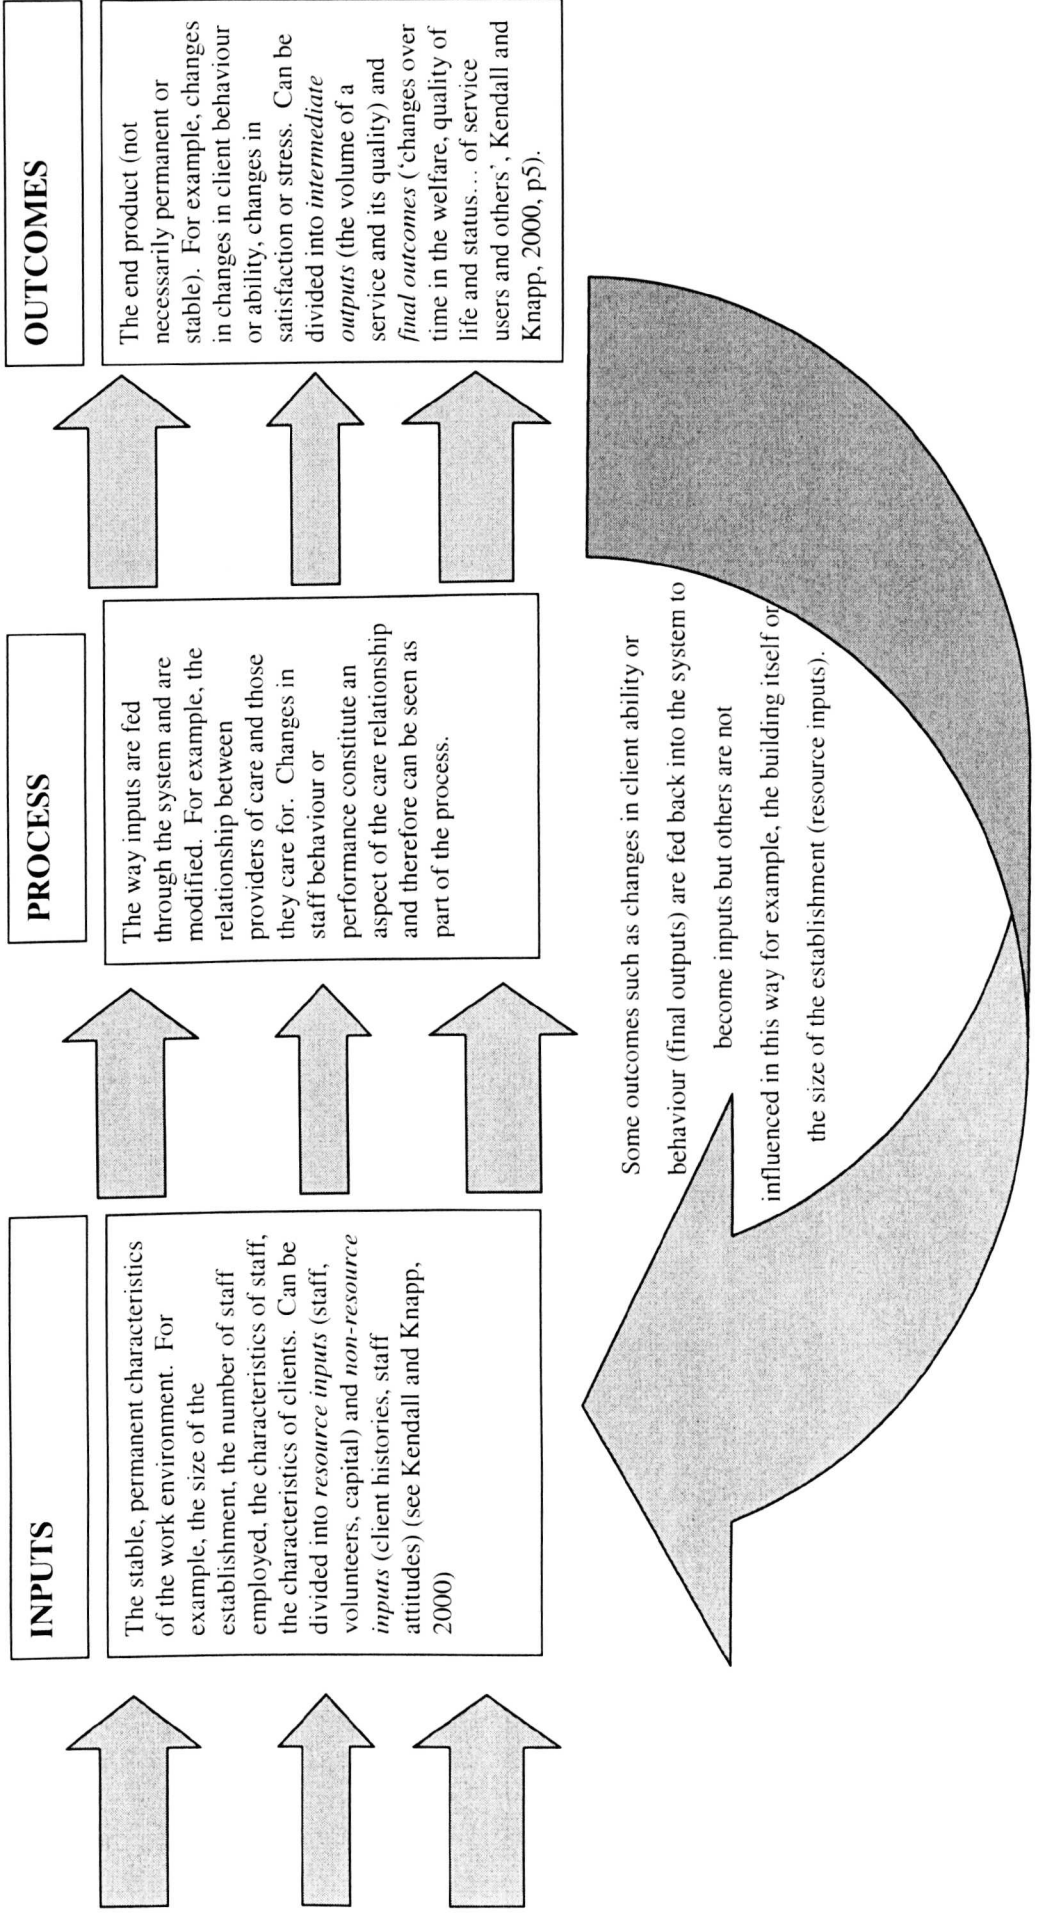 INPUTS
The stable, permanent characteristics
of the work environment. For
example, the size of the
establishment, the number of staff
employed, the characteristics of staff,
the characteristics of clients. Can be
divided into resource inputs (staff,
volunteers, capital) and non-resource
inputs (client histories, staff
attitudes) (see Kendall and Knapp,
2000)
PROCESS
The way inputs are fed
through the system and are
modified. For example, the
relationship between
providers of care and those
they care for. Changes in
staff behaviour or
performance constitute an
aspect of the care relationship
and therefore can be seen as
part of the process.
OUTCOMES
The end product (not
necessarily permanent or
stable). For example, changes
in changes in client behaviour
or ability, changes in
satisfaction or stress. Can be
divided into intermediate
outputs (the volume of a
service and its quality) and
final outcomes ('changes over
time in the welfare, quality of
life and status... of service
users and others', Kendall and
Knapp, 2000, p5).
Some outcomes such as changes in client ability or
behaviour (final outputs) are fed back into the system to
become inputs but others are not
influenced in this way for example, the building itself or
the size of the establishment (resource inputs).